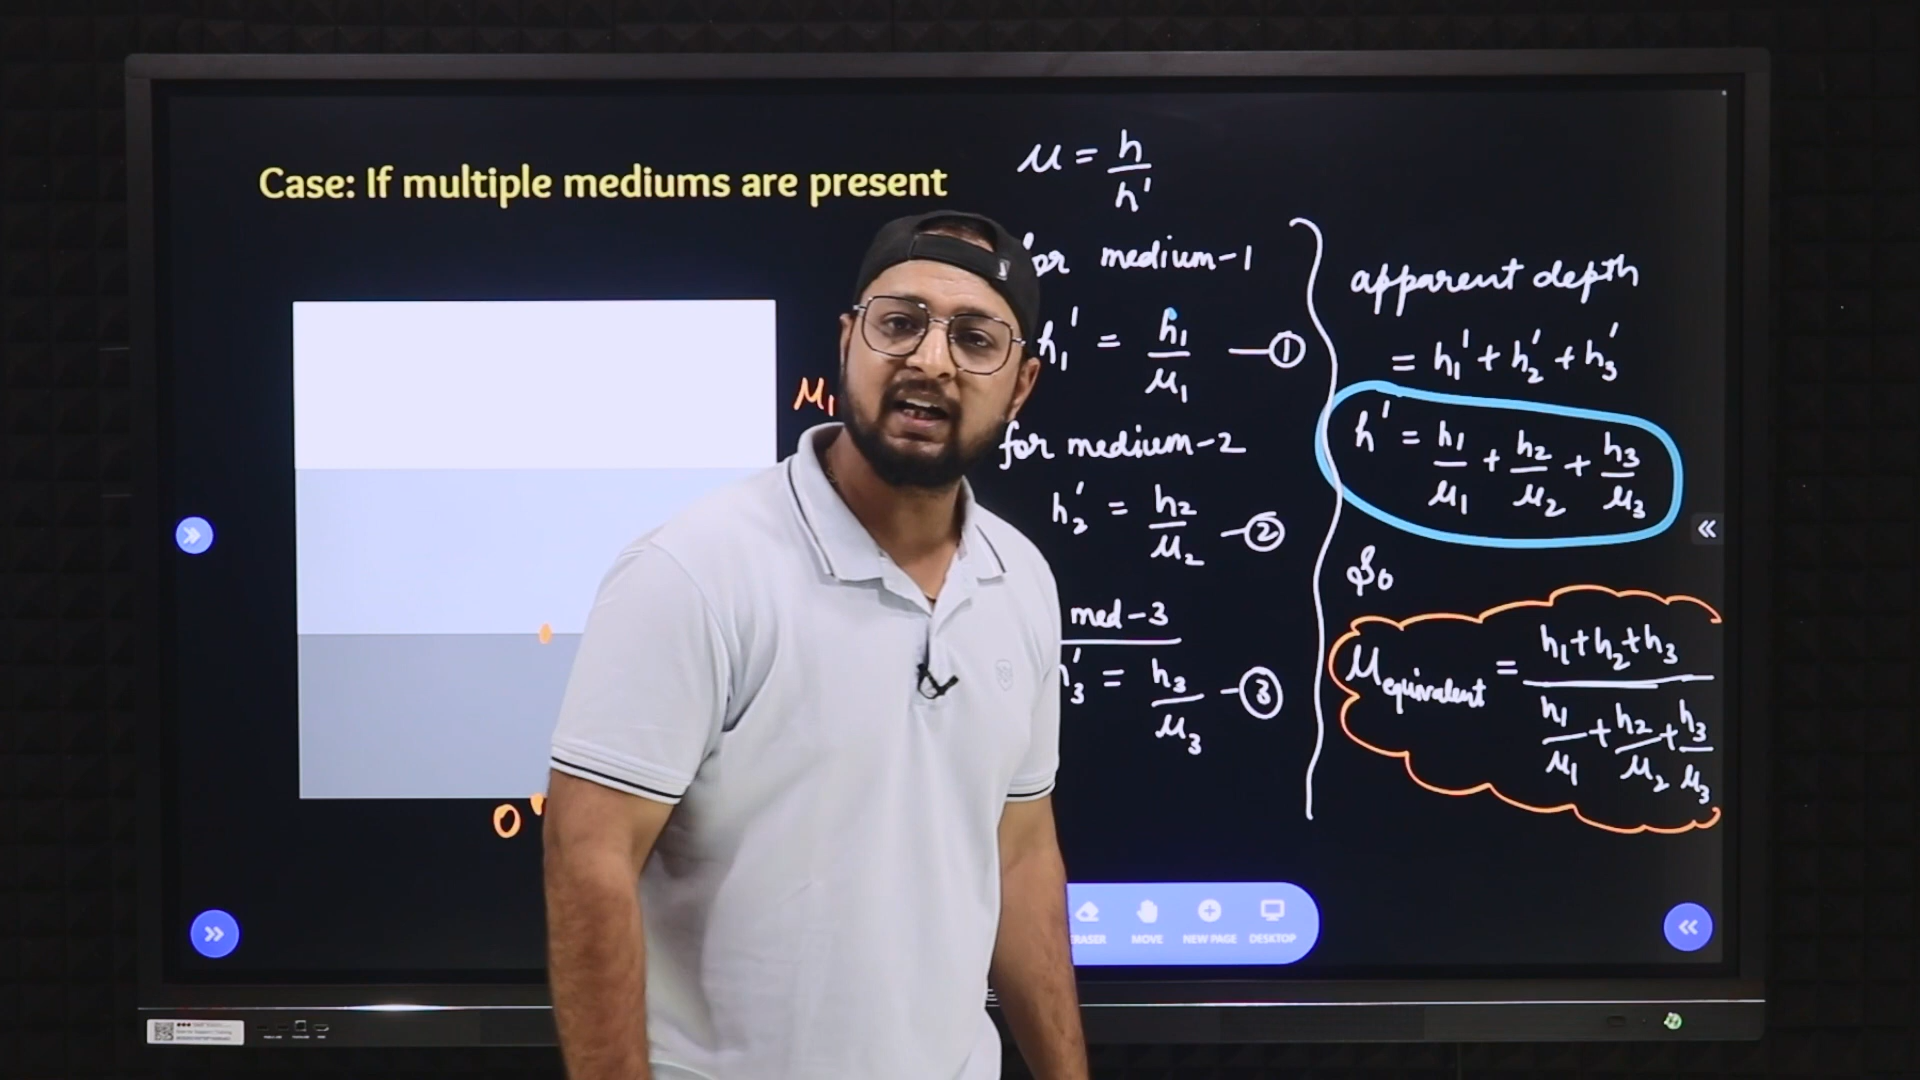 Case: If multiple mediums are present
μ = h/h'
for medium-1
h₁' = h₁/μ₁ —①
μ₁
for medium-2
h₂' = h₂/μ₂ —②
med-3
h₃' = h₃/μ₃ —③
O
apparent depth
= h₁' + h₂' + h₃'
h' = h₁/μ₁ + h₂/μ₂ + h₃/μ₃
So
μequivalent = (h₁+h₂+h₃)/(h₁/μ₁ + h₂/μ₂ + h₃/μ₃)
ERASER MOVE NEW PAGE DESKTOP